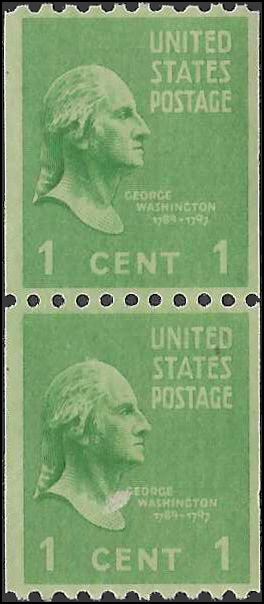 UNITED
STATES
POSTAGE
GEORGE
WASHINGTON
1789-1797
1 CENT 1
UNITED
STATES
POSTAGE
GEORGE
WASHINGTON
1789-1797
1 CENT 1